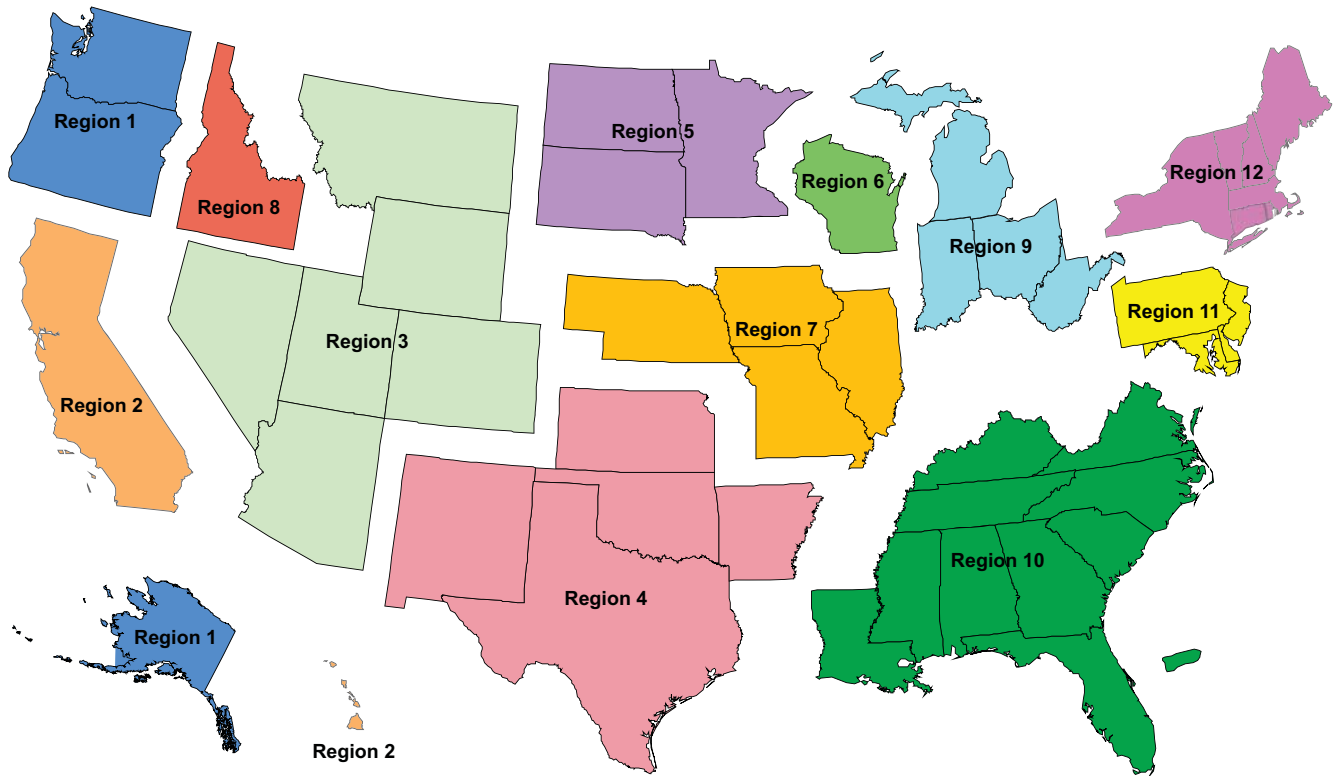 Region 1
Region 8
Region 5
Region 6
Region 12
Region 9
Region 3
Region 7
Region 11
Region 2
Region 10
Region 4
Region 1
Region 2